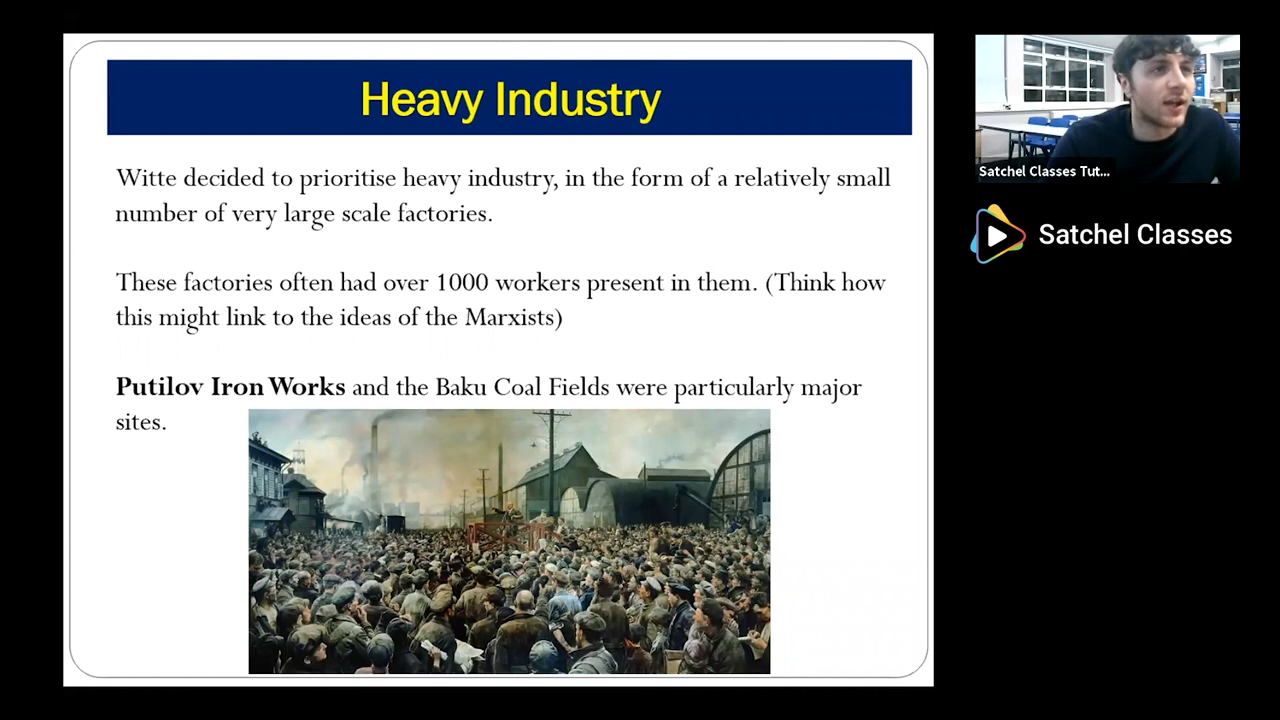 Heavy Industry
Witte decided to prioritise heavy industry, in the form of a relatively small
number of very large scale factories.
These factories often had over 1000 workers present in them. (Think how
this might link to the ideas of the Marxists)
Putilov Iron Works and the Baku Coal Fields were particularly major
sites.
Satchel Classes Tut...
Satchel Classes